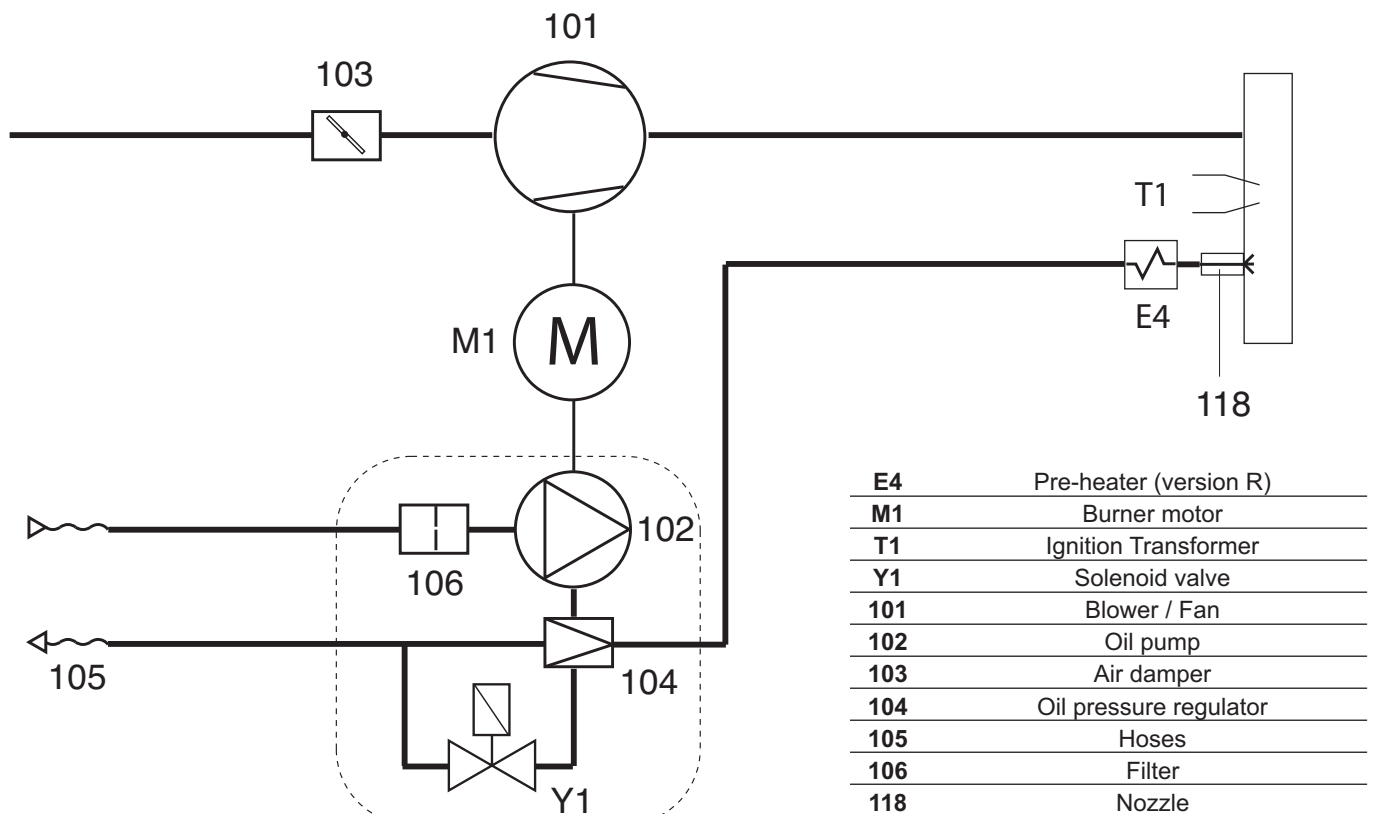 101
103
T1
E4
M1
M
118
102
106
105
104
Y1
E4 Pre-heater (version R)
M1 Burner motor
T1 Ignition Transformer
Y1 Solenoid valve
101 Blower / Fan
102 Oil pump
103 Air damper
104 Oil pressure regulator
105 Hoses
106 Filter
118 Nozzle